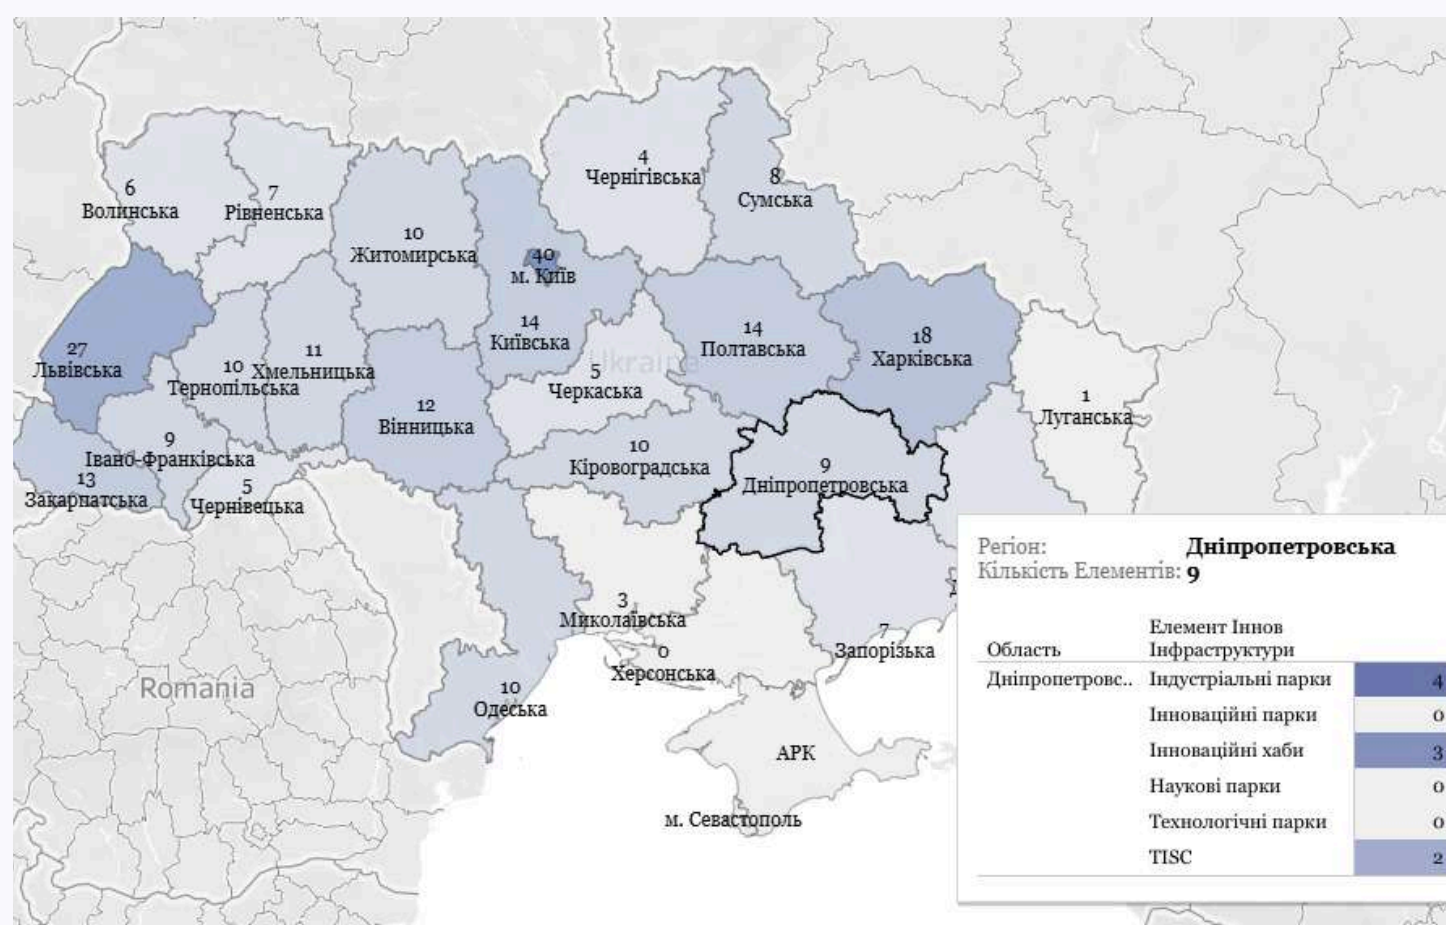 4
Чернігівська
8
Сумська
6
Волинська
7
Рівненська
10
Житомирська
40
м. Київ
14
Київська
14
Полтавська
18
Харківська
27
Львівська
10
Тернопільська
11
Хмельницька
Ukraine
5
Черкаська
1
Луганська
12
Вінницька
9
Івано-Франківська
10
Кіровоградська
9
Дніпропетровська
13
Закарпатська
5
Чернівецька
3
Миколаївська
0
Херсонська
7
Запорізька
Romania
10
Одеська
АРК
м. Севастополь
Регіон: Дніпропетровська
Кількість Елементів: 9
Елемент Іннов
Область Інфраструктури
Дніпропетровс.. Індустріальні парки 4
Інноваційні парки 0
Інноваційні хаби 3
Наукові парки 0
Технологічні парки 0
TISC 2